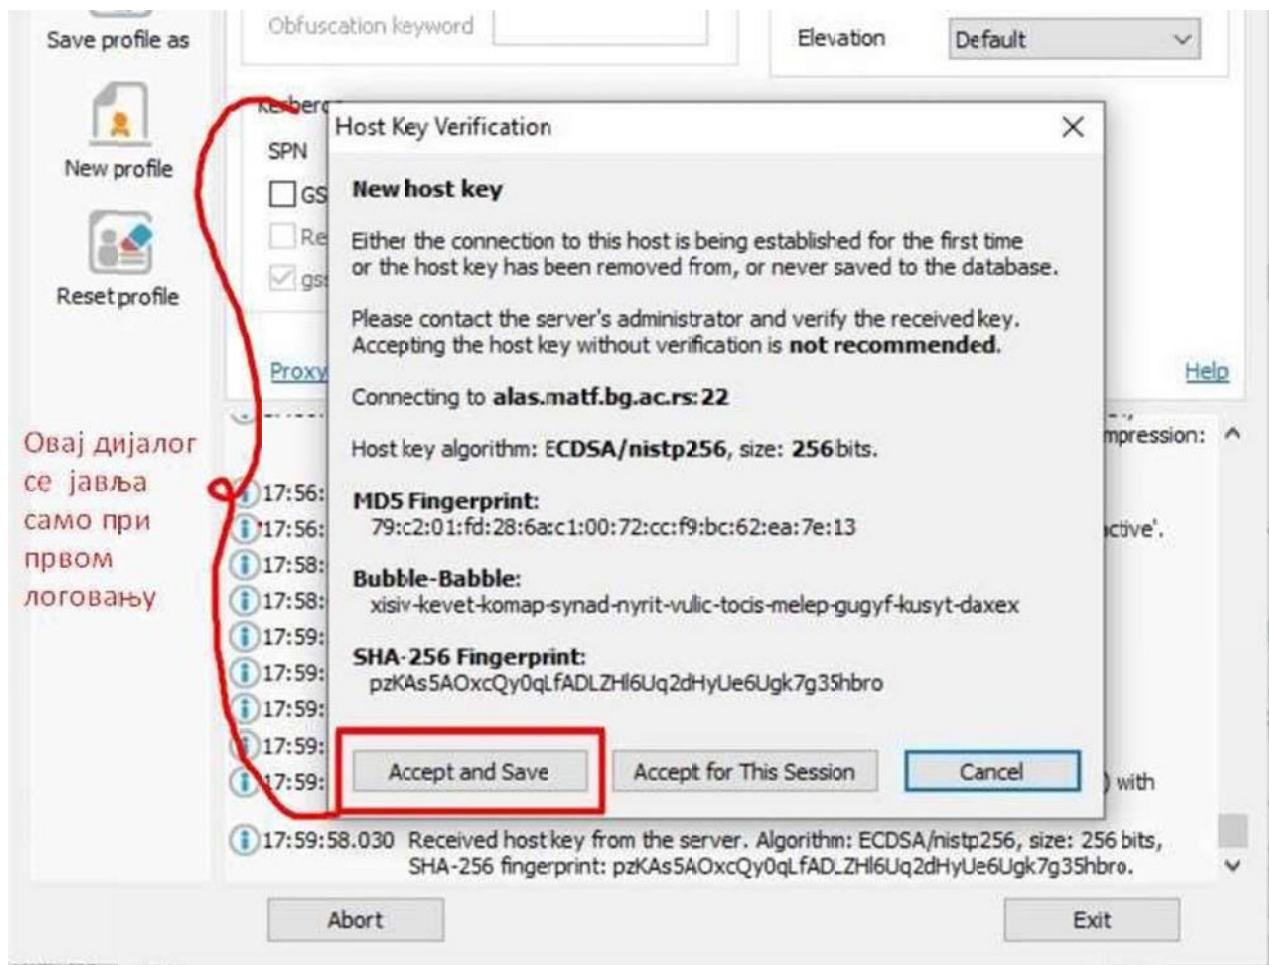 Save profile as
New profile
Reset profile
Obfuscation keyword
Elevation
Default
SPN
Proxy
Help
Host Key Verification
New host key
Either the connection to this host is being established for the first time
or the host key has been removed from, or never saved to the database.
Please contact the server's administrator and verify the received key.
Accepting the host key without verification is not recommended.
Connecting to alas.matf.bg.ac.rs:22
Host key algorithm: ECDSA/nistp256, size: 256 bits.
MD5 Fingerprint:
79:c2:01:fd:28:6a:c1:00:72:cc:f9:bc:62:ea:7e:13
Bubble-Babble:
xisiv-kevet-komap-synad-nyrit-vulic-tocis-melep-gugyf-kusyt-daxex
SHA-256 Fingerprint:
pzKAs5AOxcQy0qLfADLZHl6Uq2dHyUe6Ugk7g35hbro
Accept and Save
Accept for This Session
Cancel
Овај дијалог
се јавља
само при
првом
логовању
17:56:
17:56:
17:58:
17:58:
17:59:
17:59:
17:59:
17:59:
17:59:
with
17:59:58.030 Received host key from the server. Algorithm: ECDSA/nistp256, size: 256 bits,
SHA-256 fingerprint: pzKAs5AOxcQy0qLfADLZHl6Uq2dHyUe6Ugk7g35hbro.
Abort
Exit